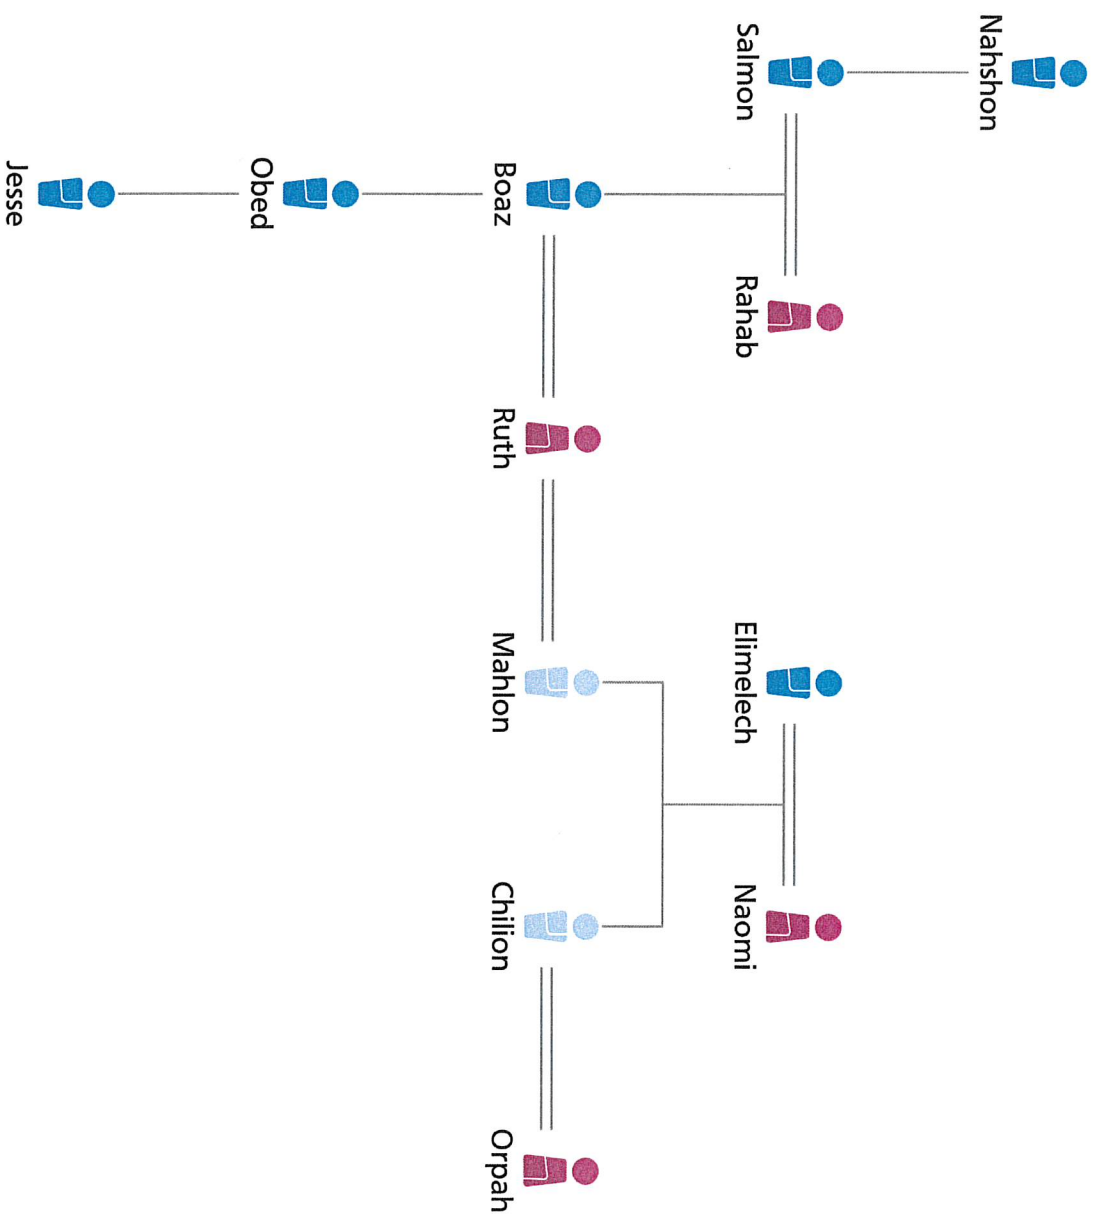 Nahshon
Salmon
Rahab
Elimelech
Naomi
Boaz
Ruth
Mahlon
Chilion
Orpah
Obed
Jesse